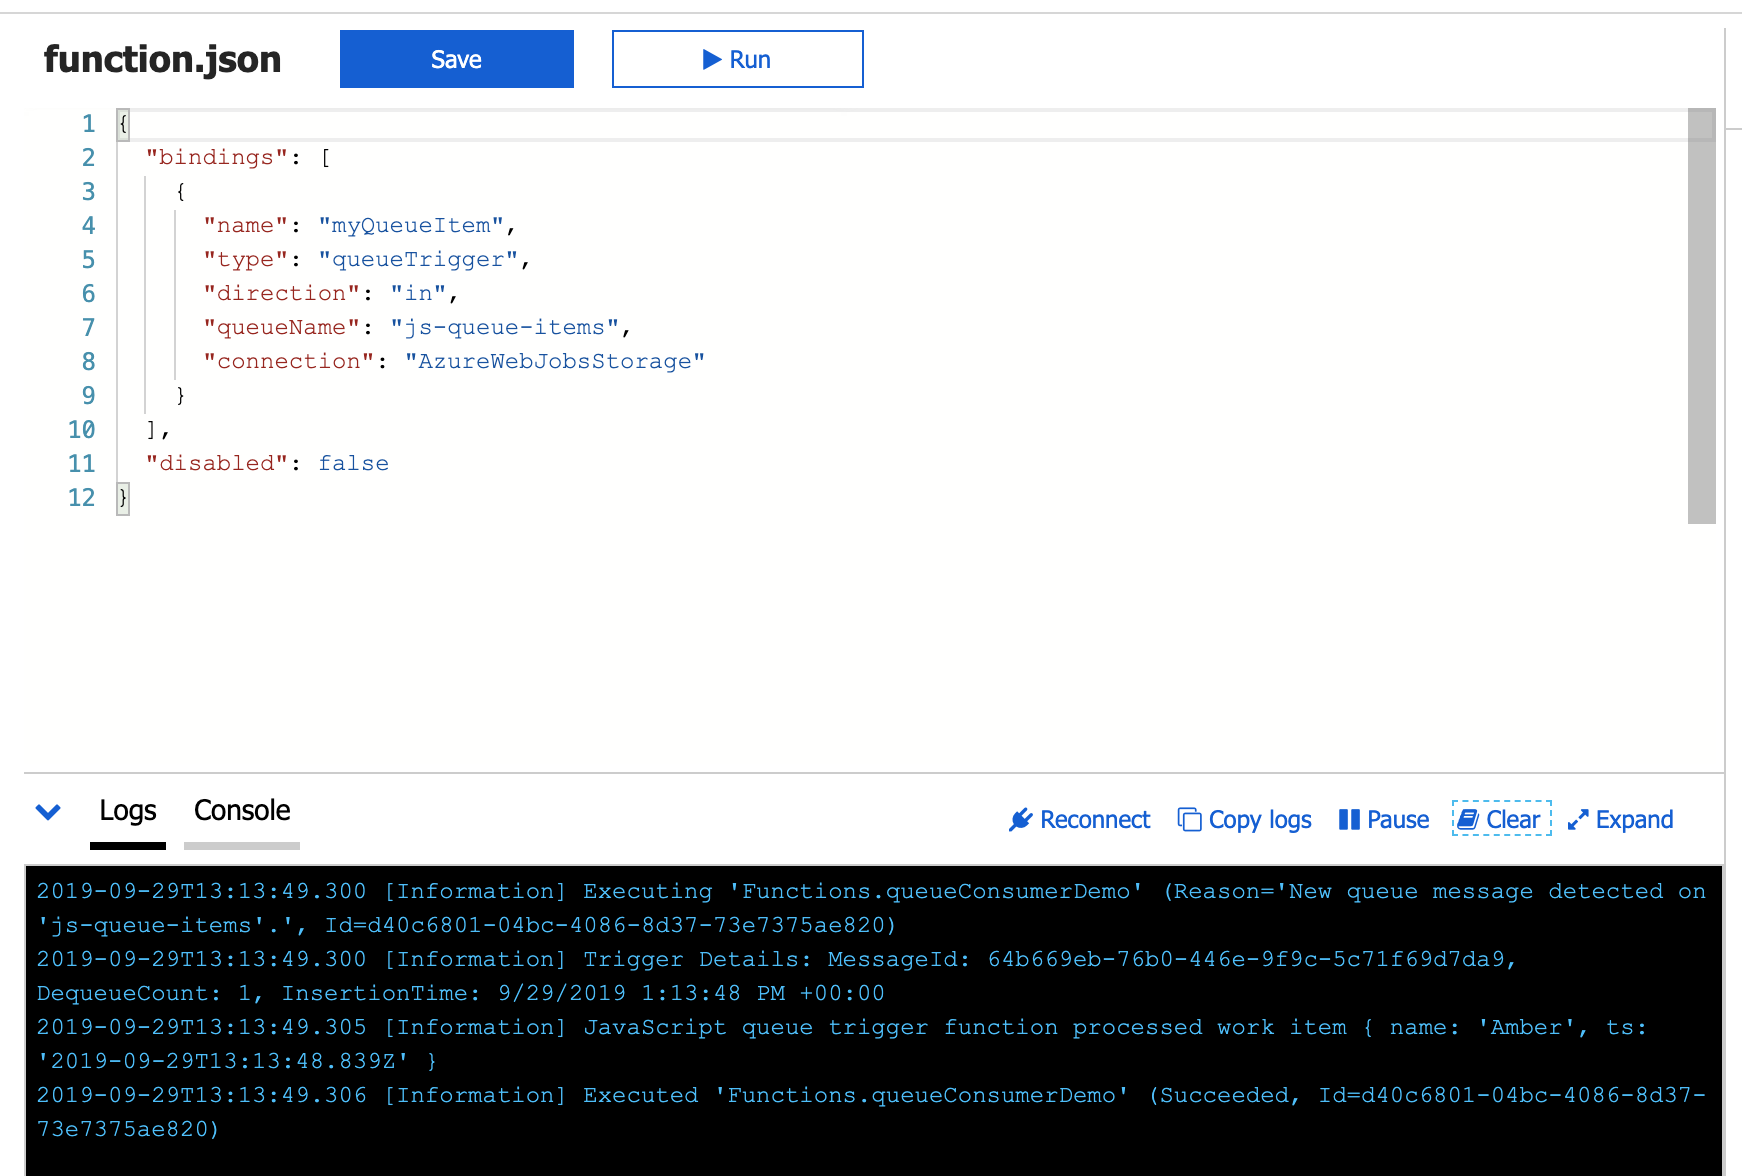 function.json Save Run
1 {
2 "bindings": [
3 {
4 "name": "myQueueItem",
5 "type": "queueTrigger",
6 "direction": "in",
7 "queueName": "js-queue-items",
8 "connection": "AzureWebJobsStorage"
9 }
10 ],
11 "disabled": false
12 }
Logs Console Reconnect Copy logs Pause Clear Expand
2019-09-29T13:13:49.300 [Information] Executing 'Functions.queueConsumerDemo' (Reason='New queue message detected on
'js-queue-items'.', Id=d40c6801-04bc-4086-8d37-73e7375ae820)
2019-09-29T13:13:49.300 [Information] Trigger Details: MessageId: 64b669eb-76b0-446e-9f9c-5c71f69d7da9,
DequeueCount: 1, InsertionTime: 9/29/2019 1:13:48 PM +00:00
2019-09-29T13:13:49.305 [Information] JavaScript queue trigger function processed work item { name: 'Amber', ts:
'2019-09-29T13:13:48.839Z' }
2019-09-29T13:13:49.306 [Information] Executed 'Functions.queueConsumerDemo' (Succeeded, Id=d40c6801-04bc-4086-8d37-
73e7375ae820)